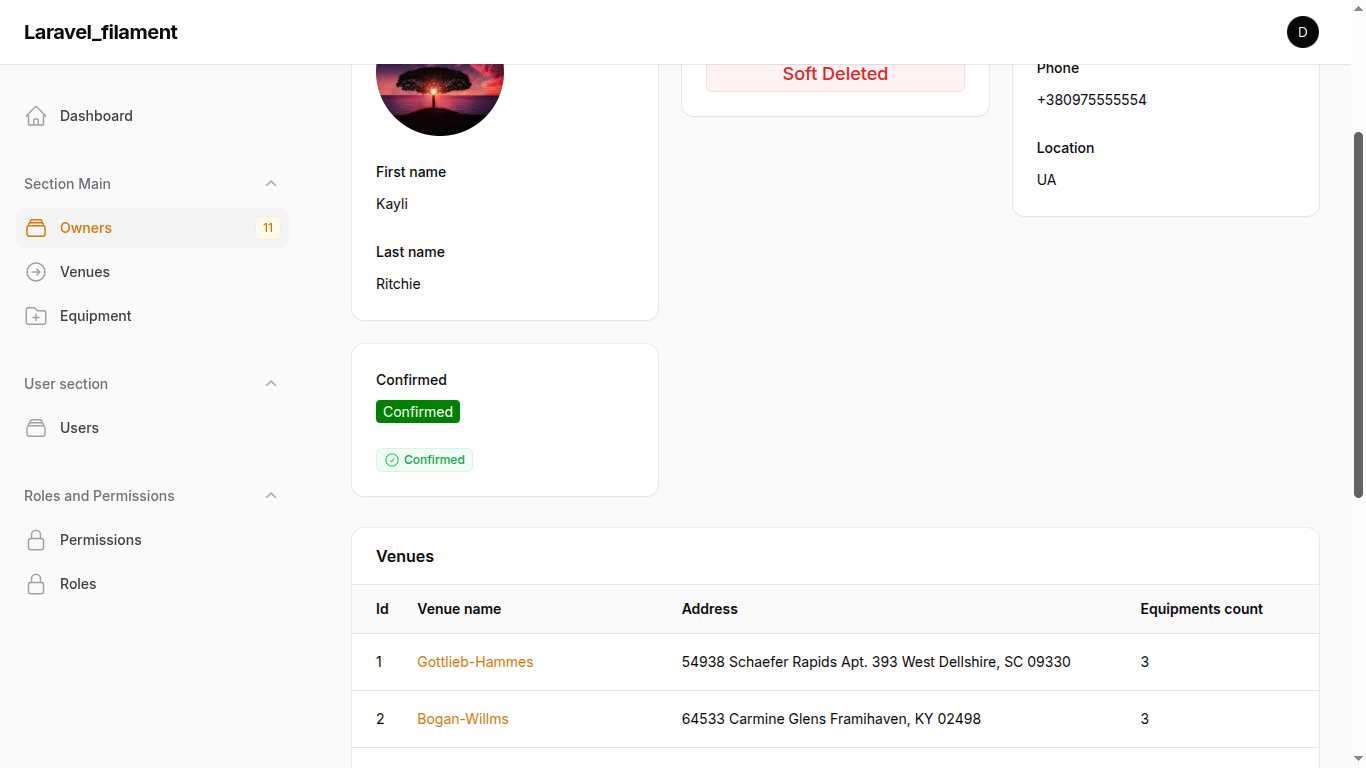 Laravel_filament
D
Dashboard
Section Main
Owners
11
Venues
Equipment
User section
Users
Roles and Permissions
Permissions
Roles
First name
Kayli
Last name
Ritchie
Soft Deleted
Phone
+380975555554
Location
UA
Confirmed
Confirmed
Confirmed
Venues
Id Venue name Address Equipments count
1 Gottlieb-Hammes 54938 Schaefer Rapids Apt. 393 West Dellshire, SC 09330 3
2 Bogan-Willms 64533 Carmine Glens Framihaven, KY 02498 3